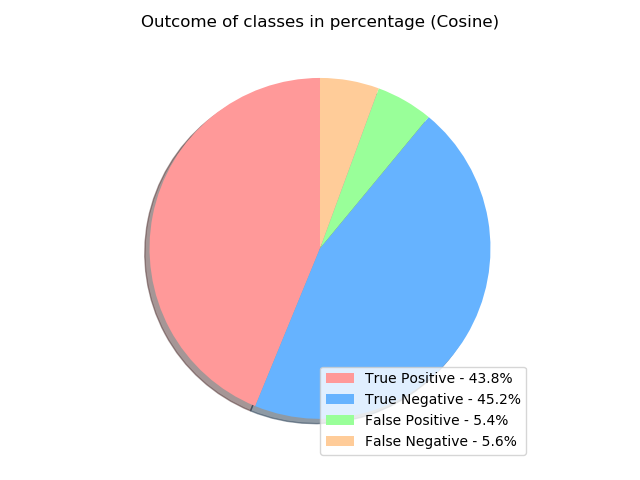 Outcome of classes in percentage (Cosine)
True Positive - 43.8%
True Negative - 45.2%
False Positive - 5.4%
False Negative - 5.6%